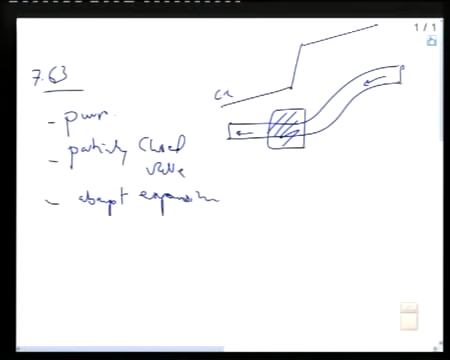 1 / 1
7.63
- pum
- partially closed
valve
- abrupt expansion